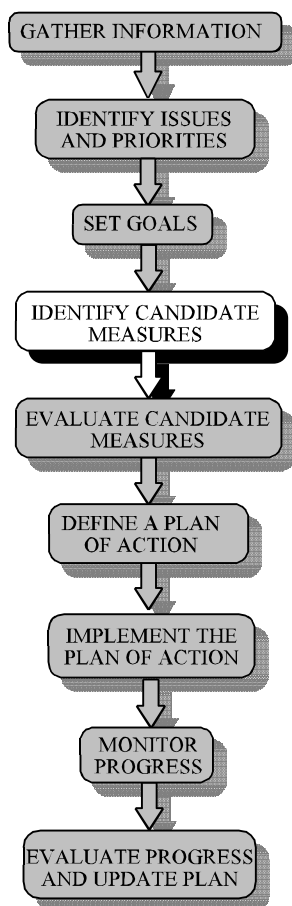 GATHER INFORMATION
IDENTIFY ISSUES
AND PRIORITIES
SET GOALS
IDENTIFY CANDIDATE
MEASURES
EVALUATE CANDIDATE
MEASURES
DEFINE A PLAN
OF ACTION
IMPLEMENT THE
PLAN OF ACTION
MONITOR
PROGRESS
EVALUATE PROGRESS
AND UPDATE PLAN